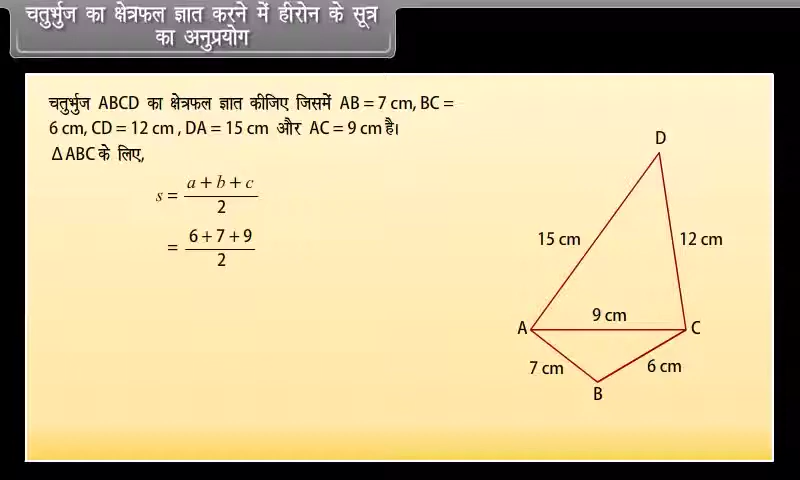 चतुर्भुज का क्षेत्रफल ज्ञात करने में हीरोन के सूत्र
का अनुप्रयोग
चतुर्भुज ABCD का क्षेत्रफल ज्ञात कीजिए जिसमें AB = 7 cm, BC =
6 cm, CD = 12 cm , DA = 15 cm और AC = 9 cm है।
Δ ABC के लिए,
s = (a + b + c)/2
= (6 + 7 + 9)/2
D
15 cm
12 cm
9 cm
A
C
7 cm
6 cm
B